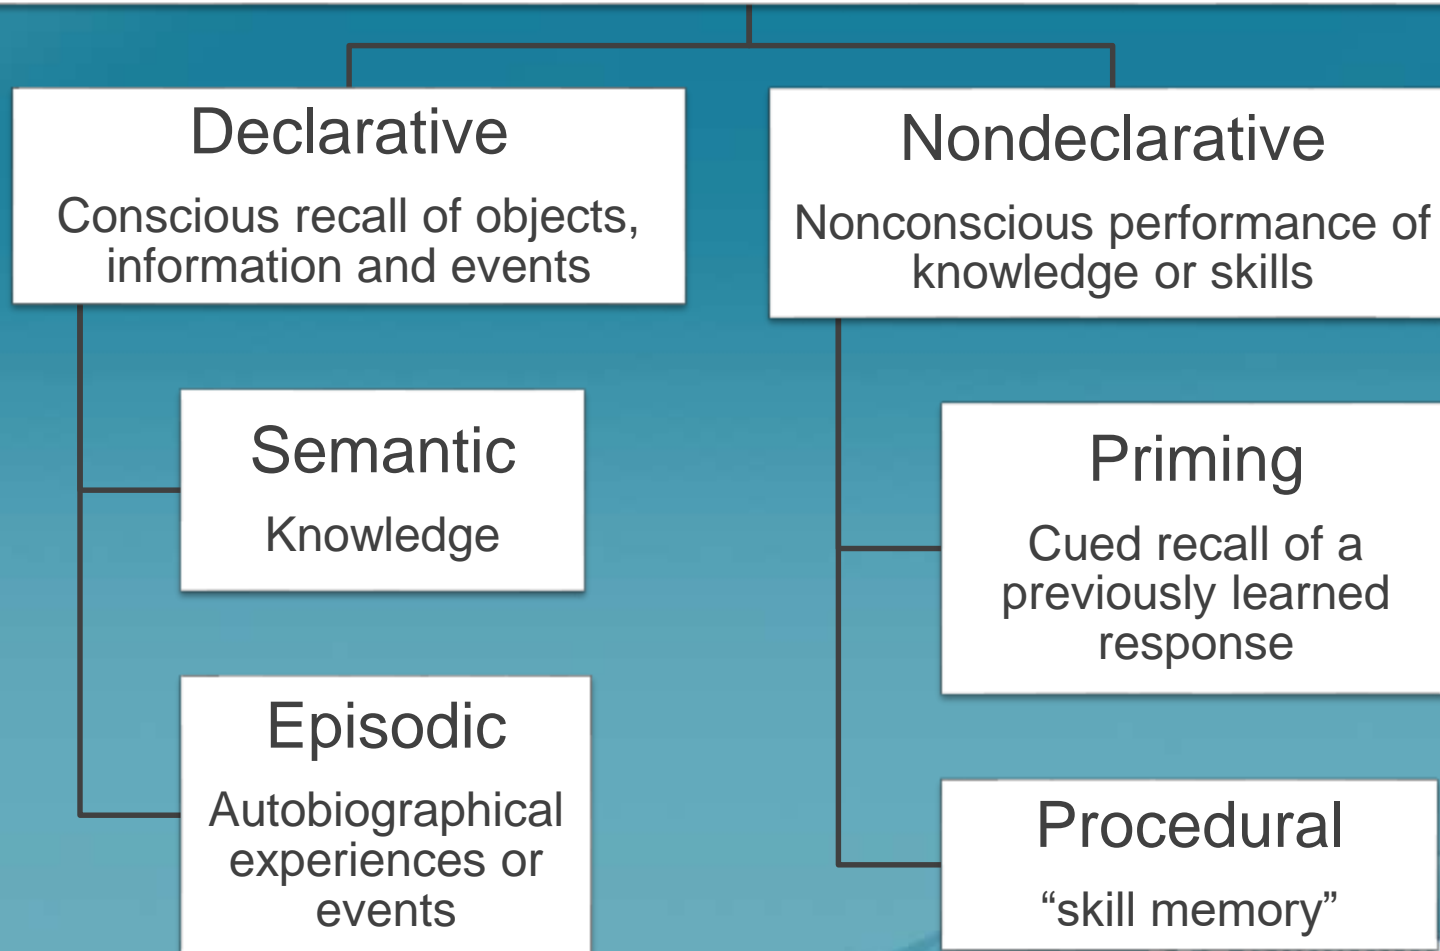 Declarative
Conscious recall of objects,
information and events
Nondeclarative
Nonconscious performance of
knowledge or skills
Semantic
Knowledge
Priming
Cued recall of a
previously learned
response
Episodic
Autobiographical
experiences or
events
Procedural
“skill memory”